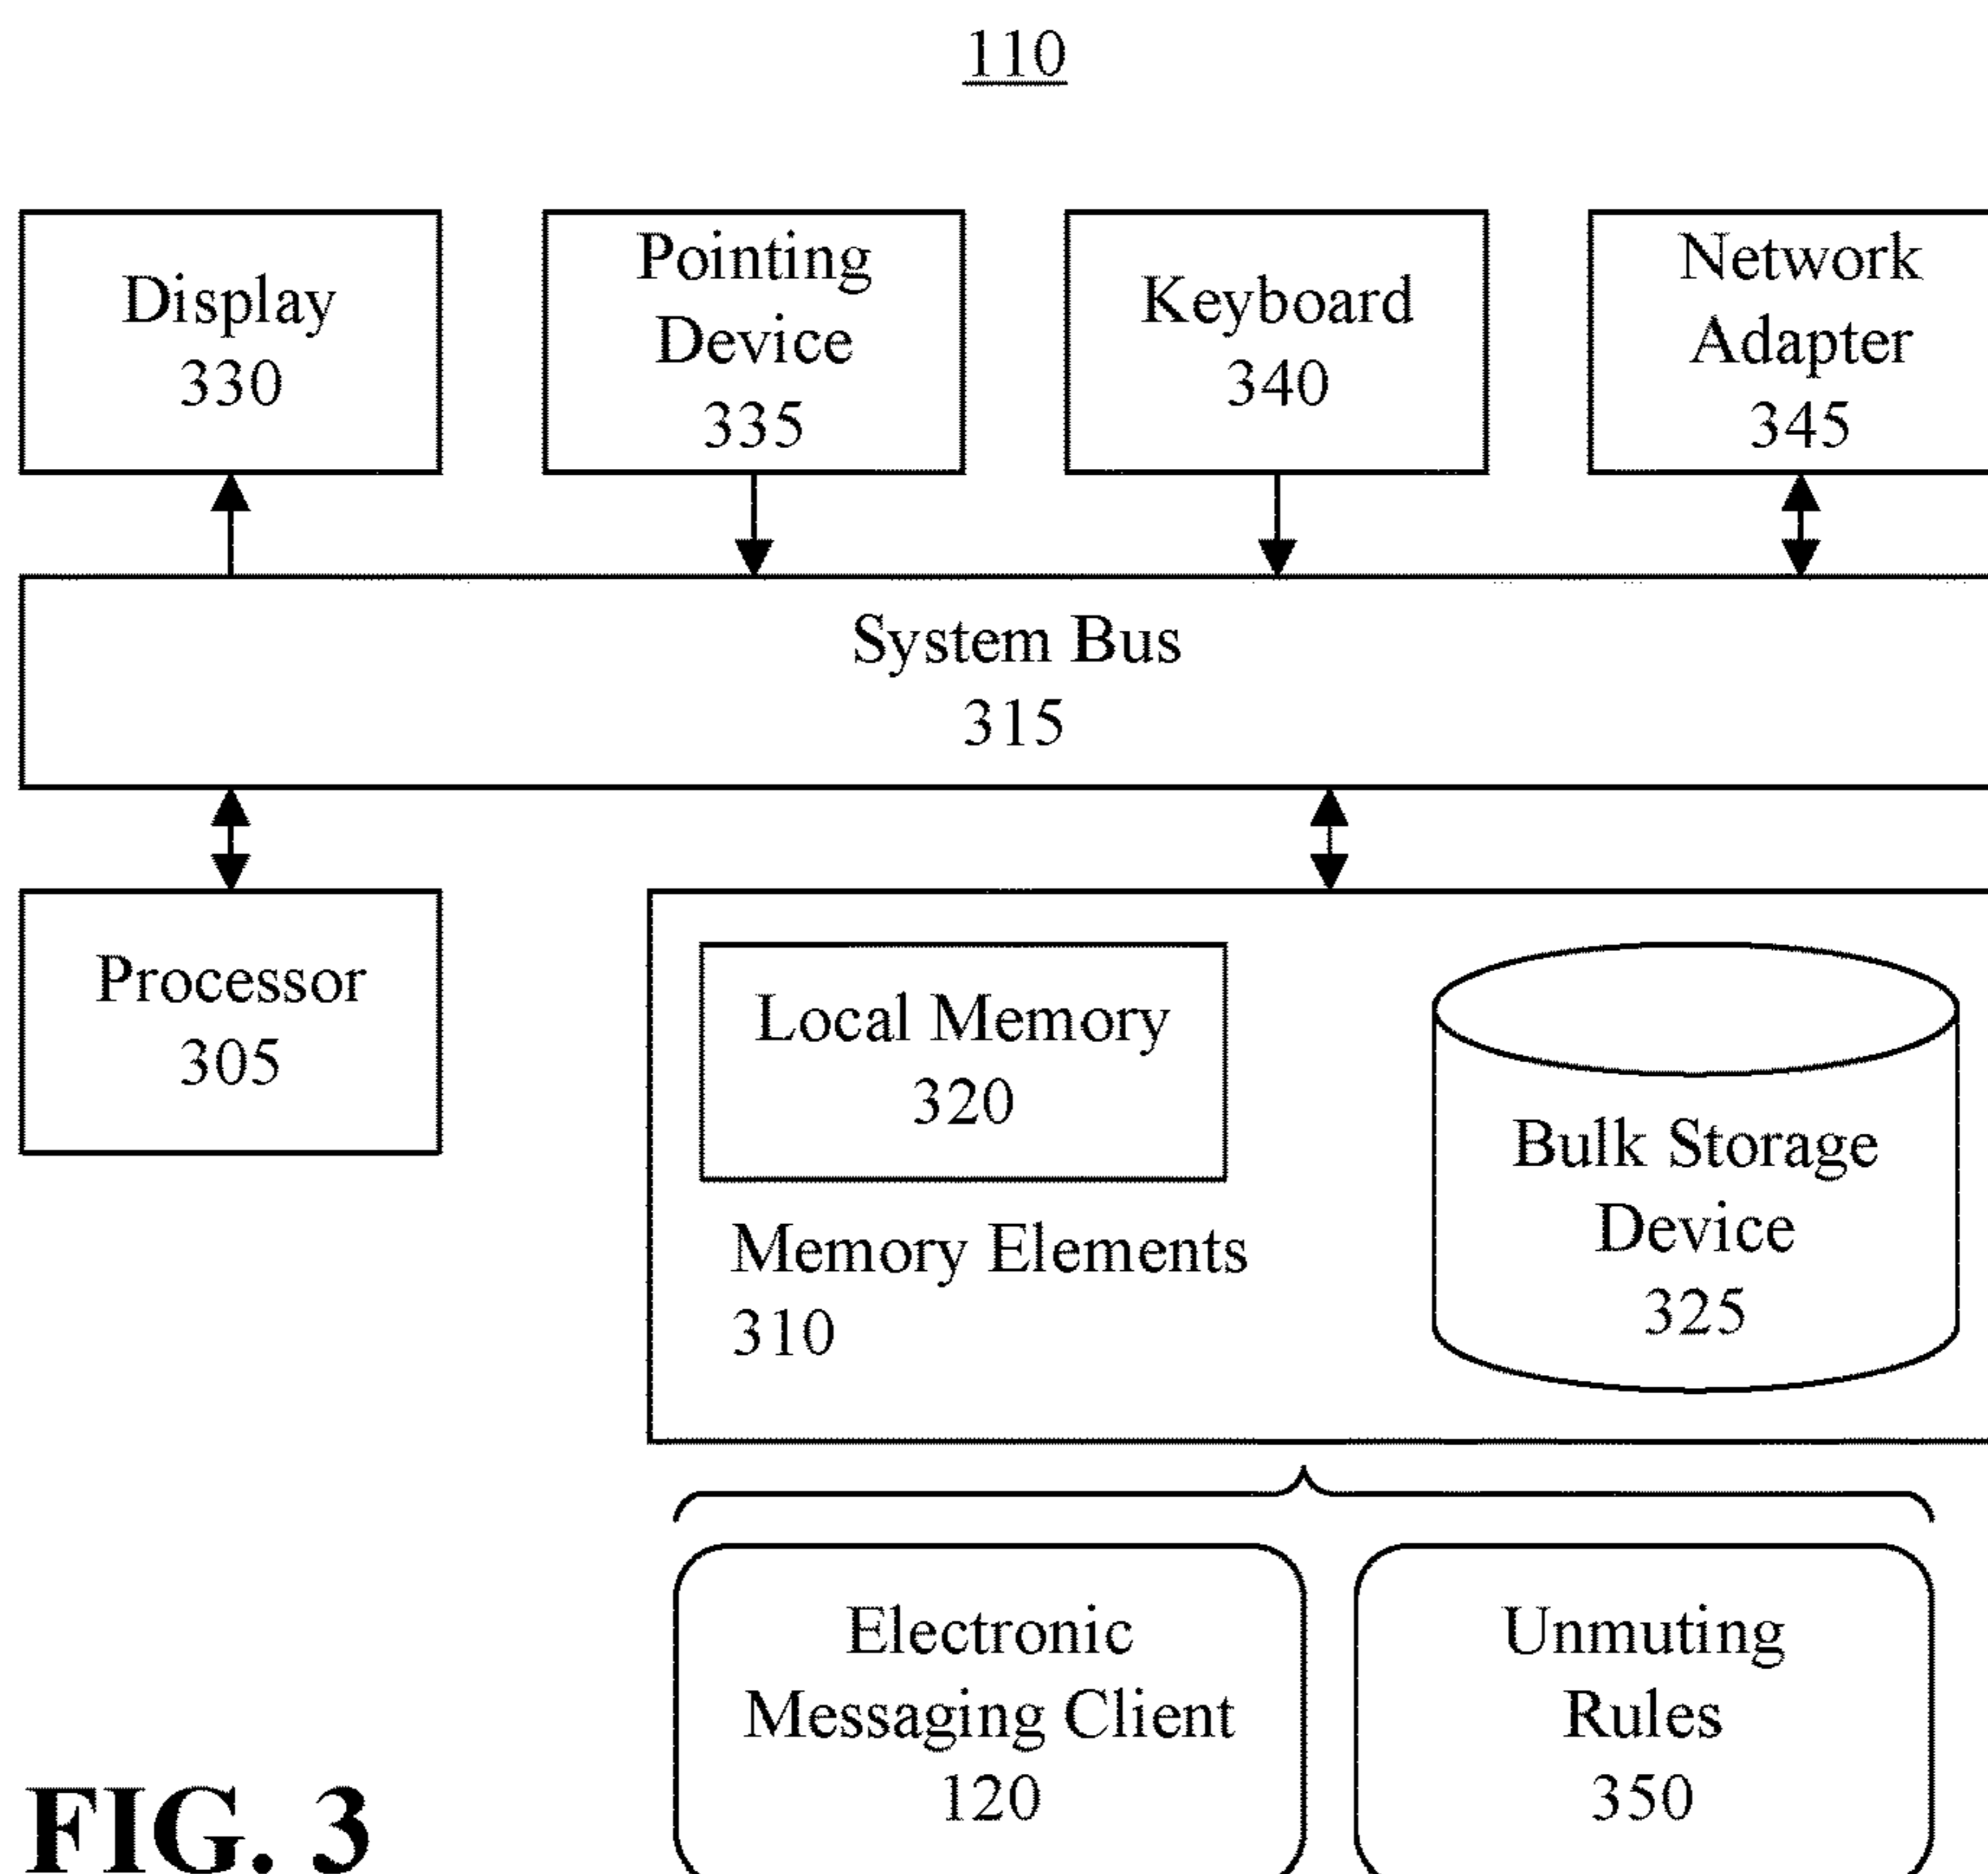 110
Display
330
Pointing
Device
335
Keyboard
340
Network
Adapter
345
System Bus
315
Processor
305
Local Memory
320
Memory Elements
310
Bulk Storage
Device
325
Electronic
Messaging Client
120
Unmuting
Rules
350
FIG. 3